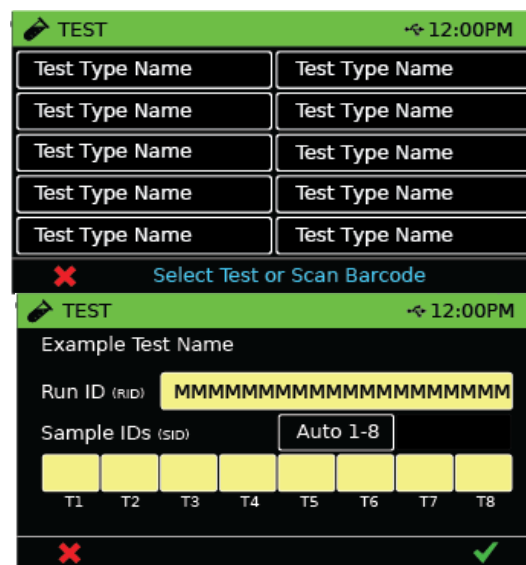 TEST 12:00PM
Test Type Name Test Type Name
Test Type Name Test Type Name
Test Type Name Test Type Name
Test Type Name Test Type Name
Test Type Name Test Type Name
Select Test or Scan Barcode
TEST 12:00PM
Example Test Name
Run ID (RID) MMMMMMMMMMMMMMMMMMMM
Sample IDs (SID) Auto 1-8
T1 T2 T3 T4 T5 T6 T7 T8